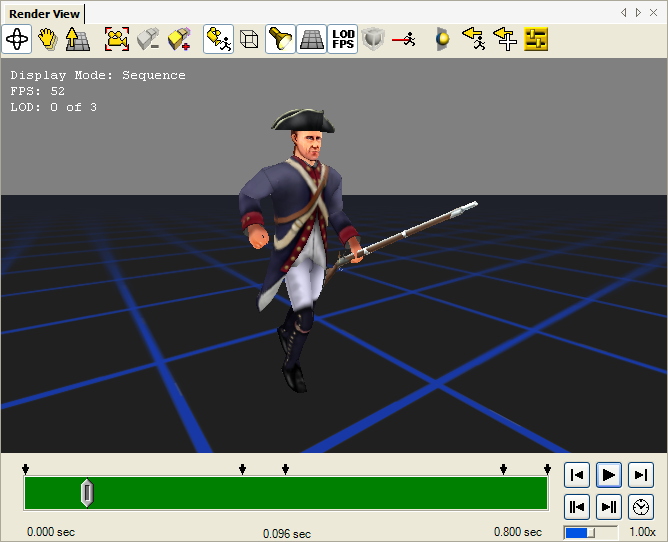 Render View
LOD
FPS
Display Mode: Sequence
FPS: 52
LOD: 0 of 3
0.000 sec
0.096 sec
0.800 sec
1.00x